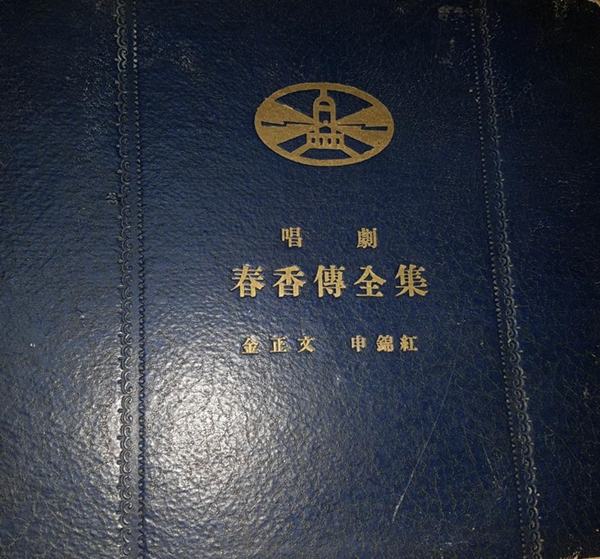 唱 劇
春香傳全集
金正文 申錦紅